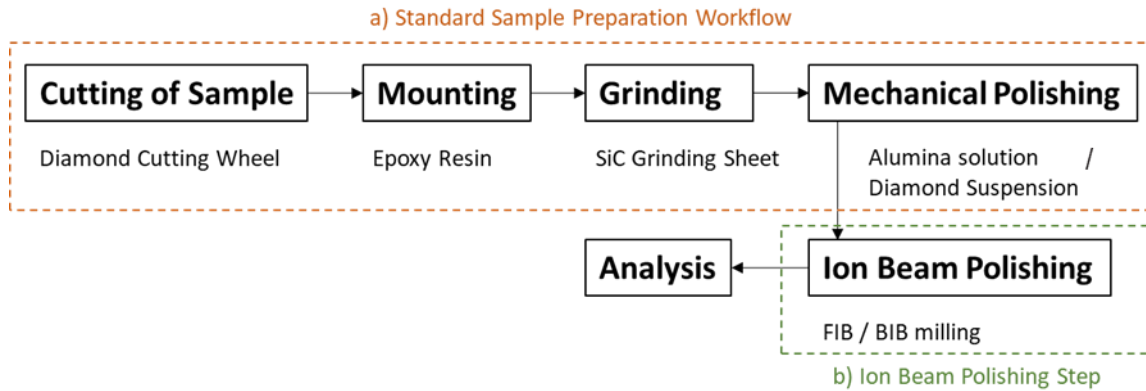 a) Standard Sample Preparation Workflow
Cutting of Sample
Mounting
Grinding
Mechanical Polishing
Diamond Cutting Wheel
Epoxy Resin
SiC Grinding Sheet
Alumina solution /
Diamond Suspension
Analysis
Ion Beam Polishing
FIB / BIB milling
b) Ion Beam Polishing Step